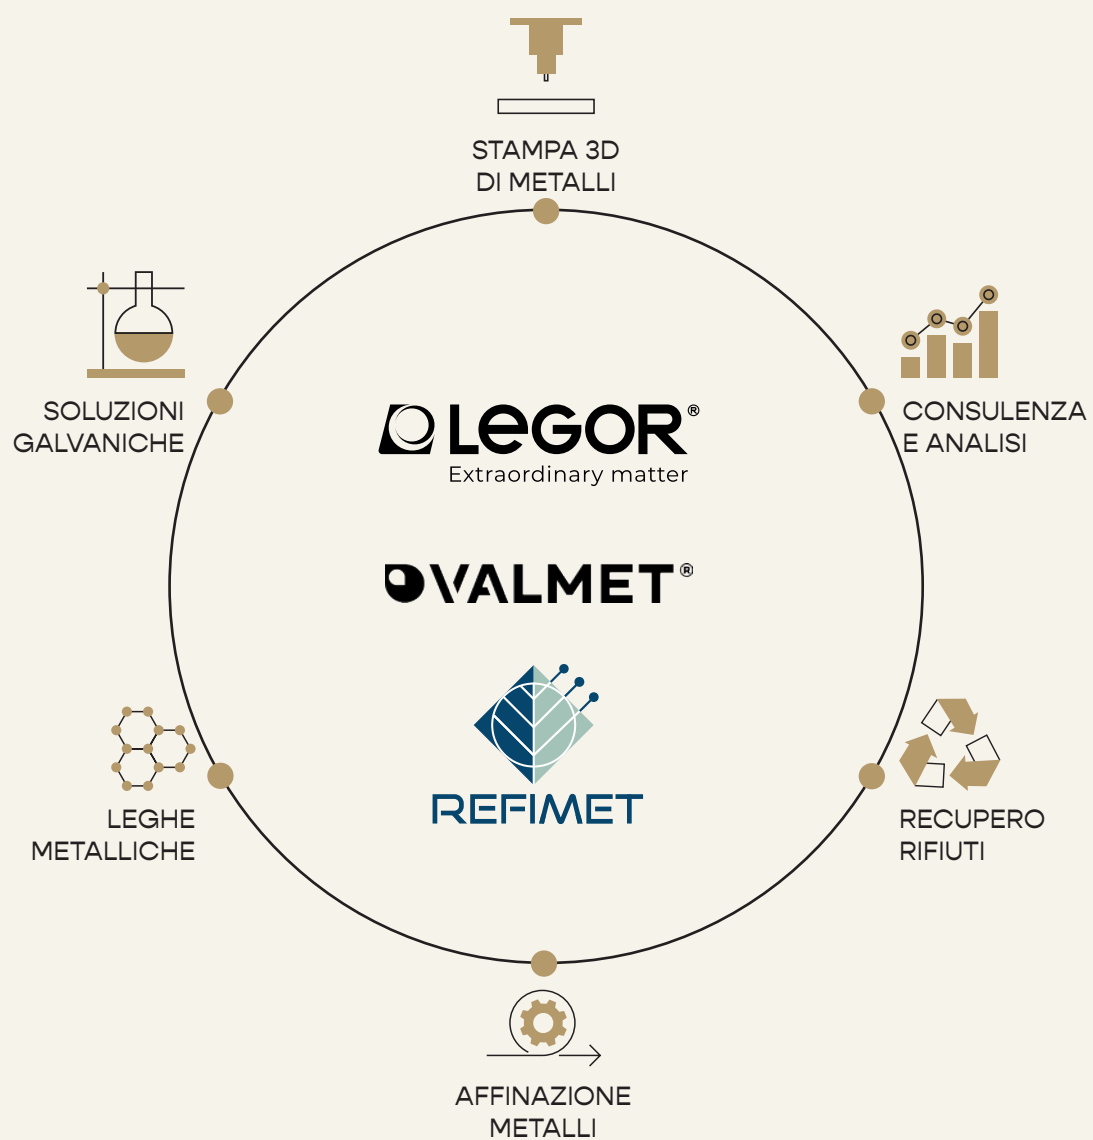 STAMPA 3D
DI METALLI
SOLUZIONI
GALVANICHE
CONSULENZA
E ANALISI
LEGOR®
Extraordinary matter
VALMET®
REFIMET
LEGHE
METALLICHE
RECUPERO
RIFIUTI
AFFINAZIONE
METALLI